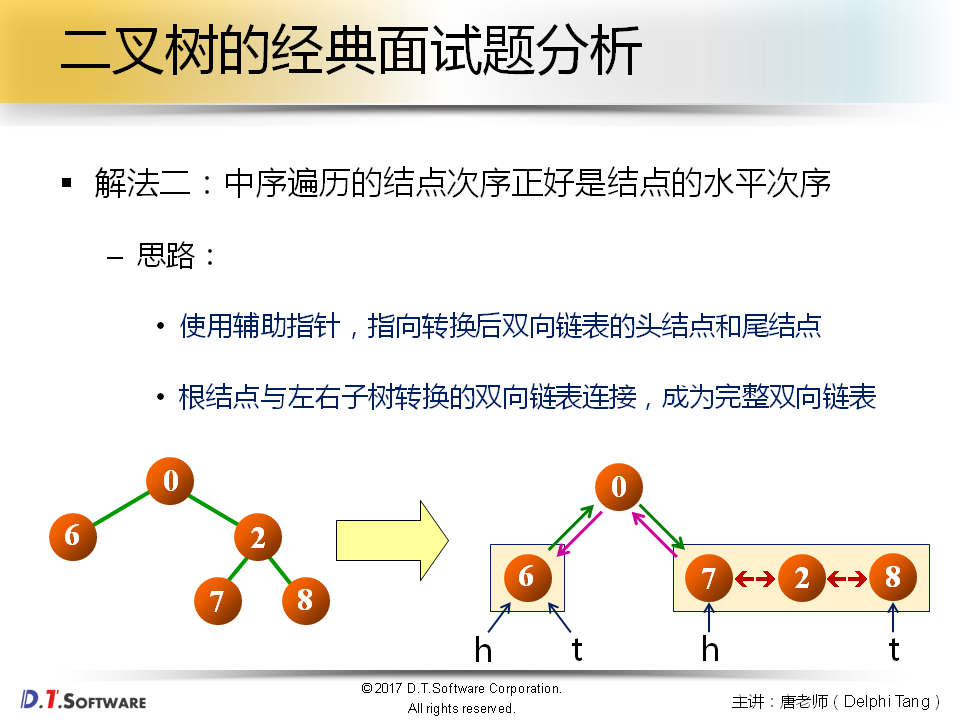 二叉树的经典面试题分析
▪ 解法二：中序遍历的结点次序正好是结点的水平次序
– 思路：
• 使用辅助指针，指向转换后双向链表的头结点和尾结点
• 根结点与左右子树转换的双向链表连接，成为完整双向链表
0
6
2
7
8
0
6
7
2
8
h
t
h
t
D.T.SOFTWARE
©2017 D.T.Software Corporation.
All rights reserved.
主讲：唐老师（Delphi Tang）